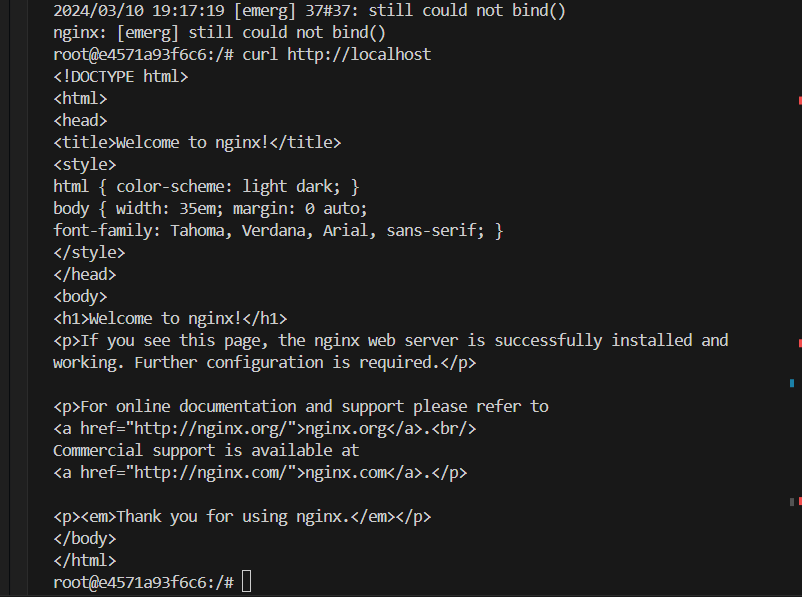 2024/03/10 19:17:19 [emerg] 37#37: still could not bind()
nginx: [emerg] still could not bind()
root@e4571a93f6c6:/# curl http://localhost
<!DOCTYPE html>
<html>
<head>
<title>Welcome to nginx!</title>
<style>
html { color-scheme: light dark; }
body { width: 35em; margin: 0 auto;
font-family: Tahoma, Verdana, Arial, sans-serif; }
</style>
</head>
<body>
<h1>Welcome to nginx!</h1>
<p>If you see this page, the nginx web server is successfully installed and
working. Further configuration is required.</p>

<p>For online documentation and support please refer to
<a href="http://nginx.org/">nginx.org</a>.<br/>
Commercial support is available at
<a href="http://nginx.com/">nginx.com</a>.</p>

<p><em>Thank you for using nginx.</em></p>
</body>
</html>
root@e4571a93f6c6:/#